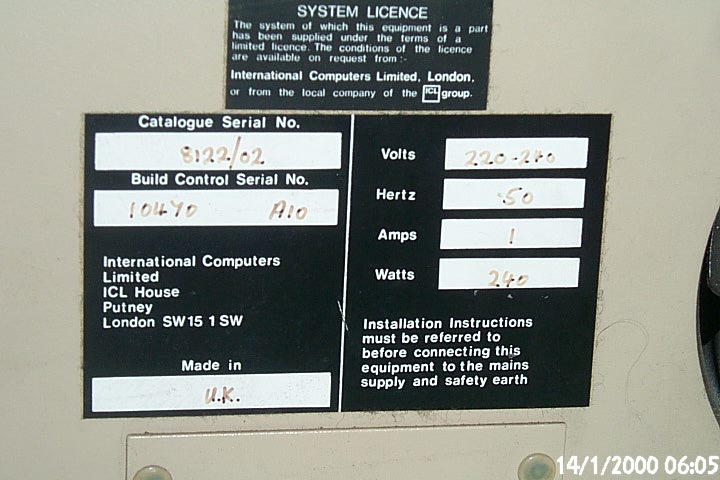 SYSTEM LICENCE
The system of which this equipment is a part
has been supplied under the terms of a
limited licence. The conditions of the licence
are available on request from :-
International Computers Limited, London,
or from the local company of the ICL group.
Catalogue Serial No.
8122/02
Build Control Serial No.
10470 A10
International Computers
Limited
ICL House
Putney
London SW15 1SW
Made in
U.K.
Volts 220-240
Hertz 50
Amps 1
Watts 240
Installation Instructions
must be referred to
before connecting this
equipment to the mains
supply and safety earth
14/1/2000 06:05